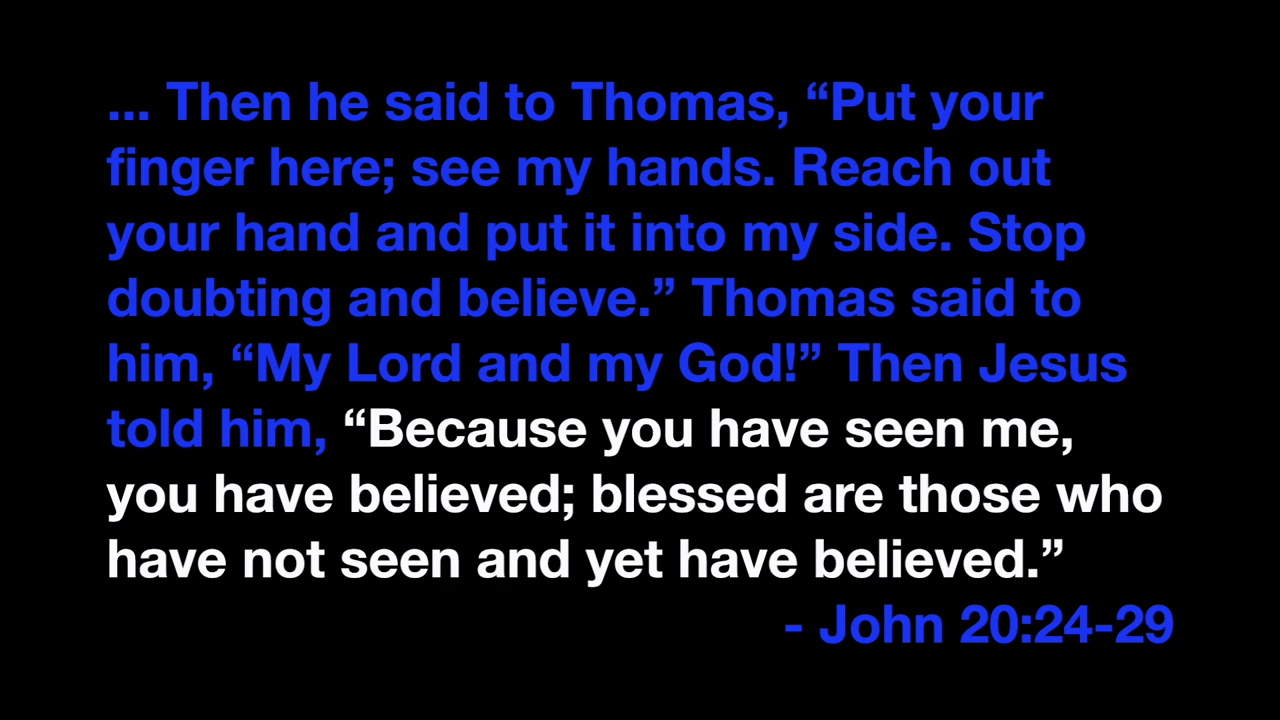 ... Then he said to Thomas, “Put your
finger here; see my hands. Reach out
your hand and put it into my side. Stop
doubting and believe.” Thomas said to
him, “My Lord and my God!” Then Jesus
told him, “Because you have seen me,
you have believed; blessed are those who
have not seen and yet have believed.”
- John 20:24-29